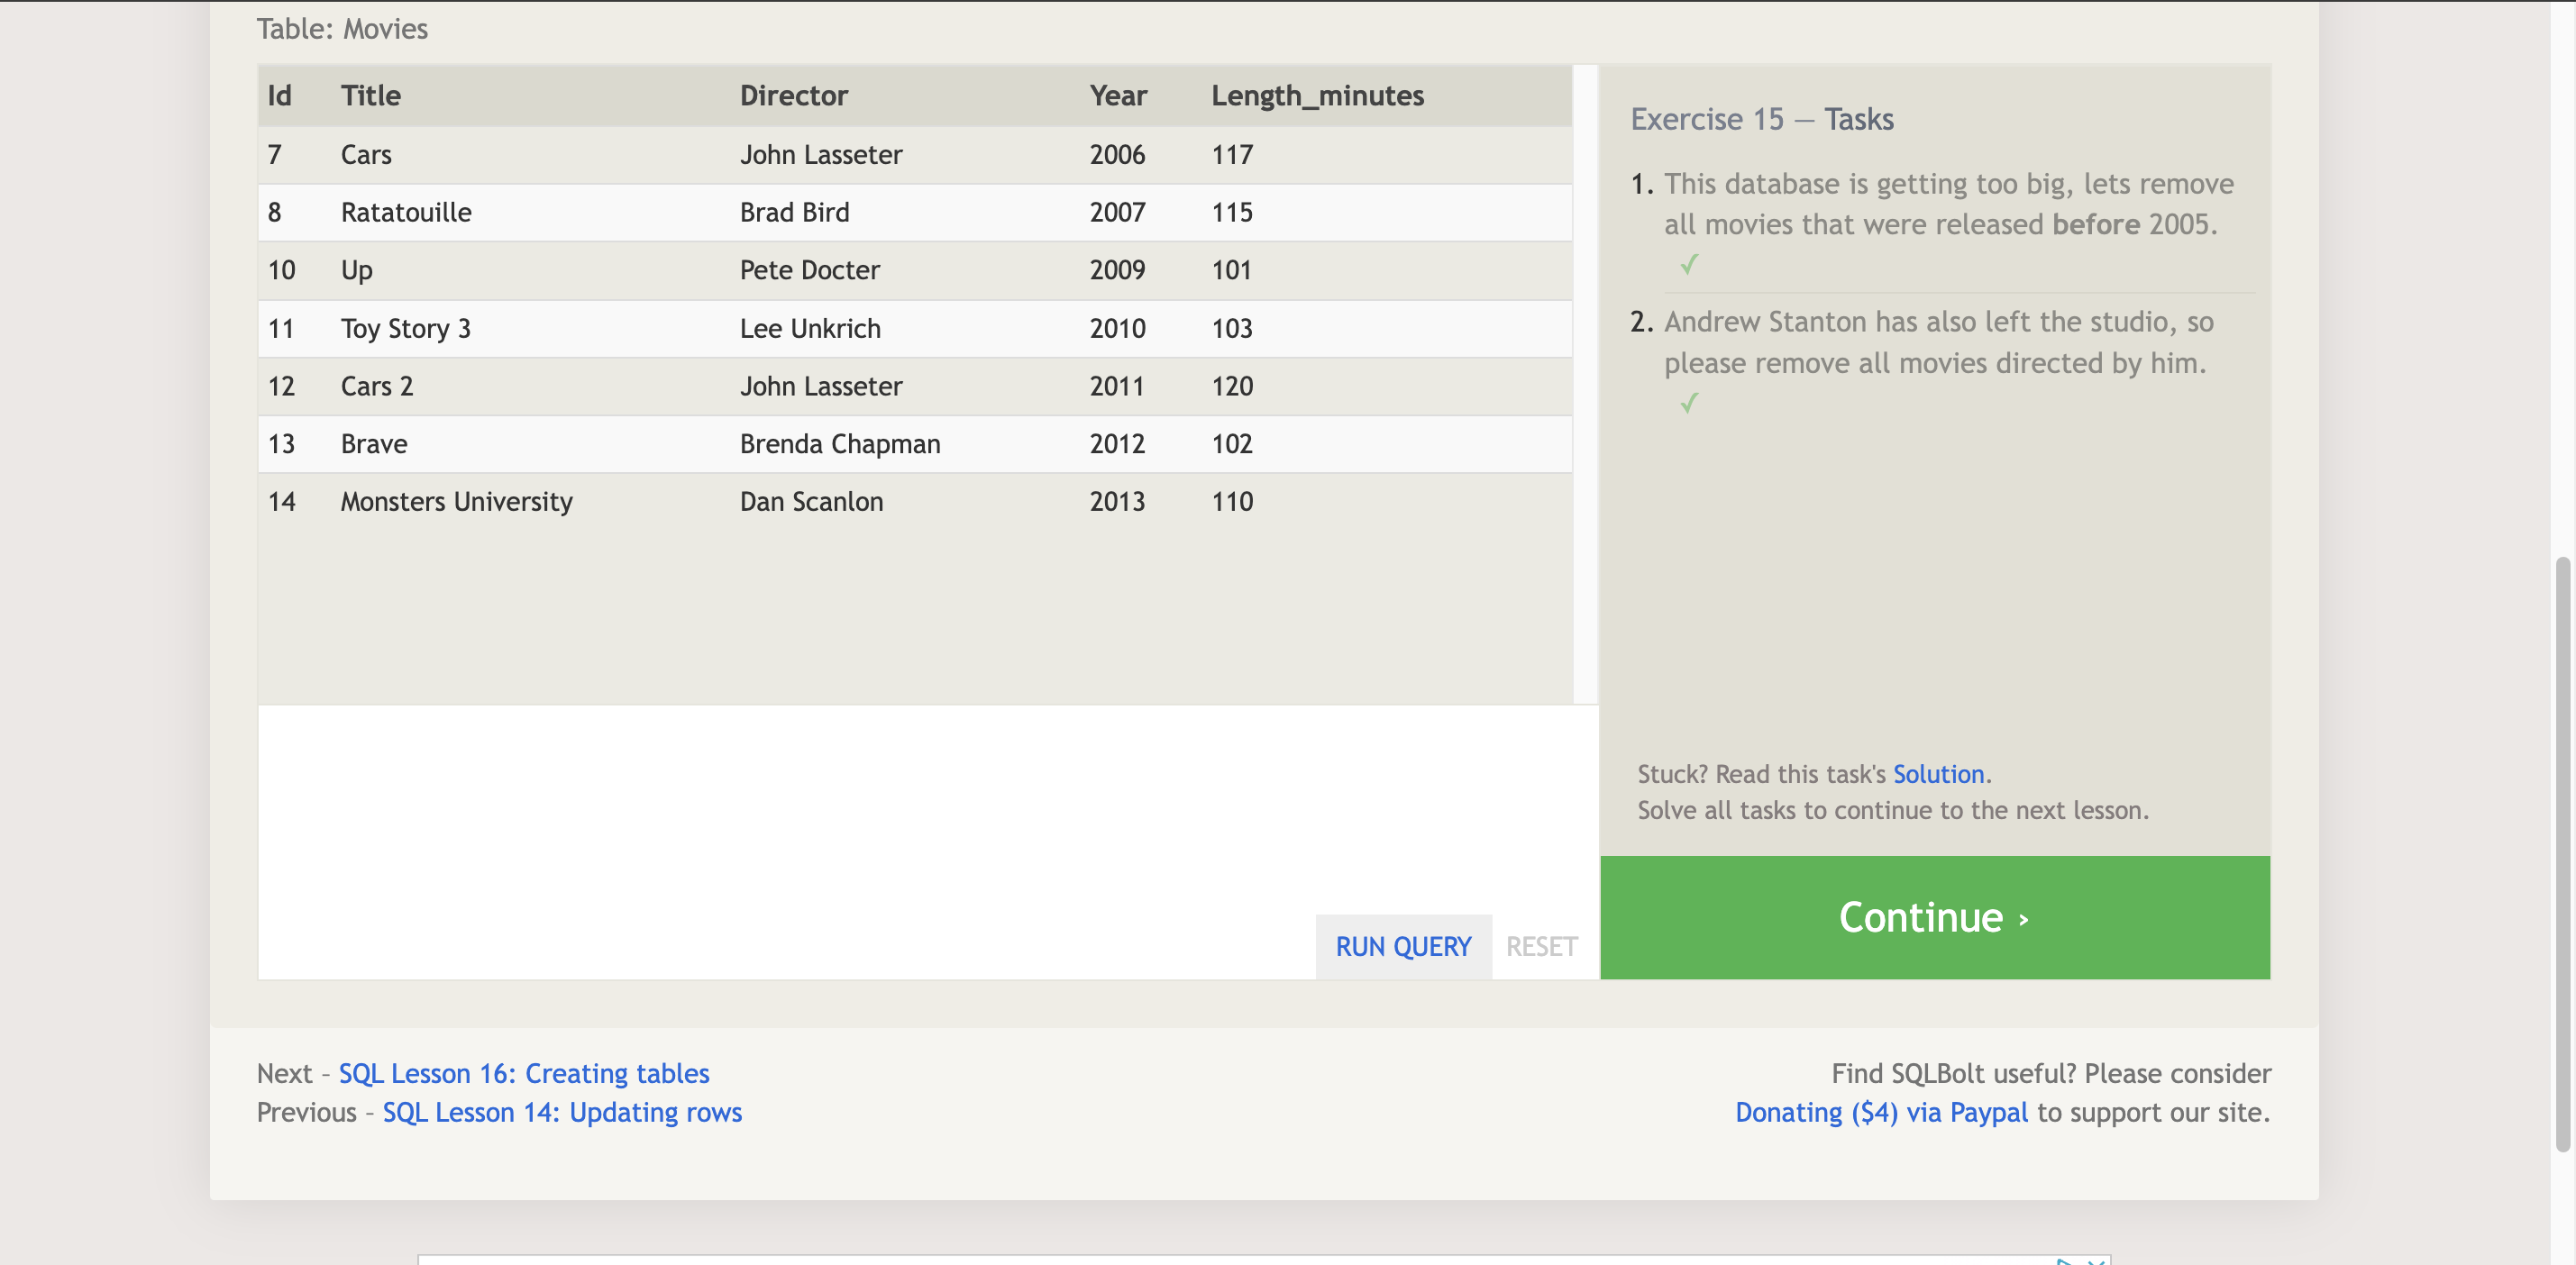 Table: Movies
Id Title Director Year Length_minutes
7 Cars John Lasseter 2006 117
8 Ratatouille Brad Bird 2007 115
10 Up Pete Docter 2009 101
11 Toy Story 3 Lee Unkrich 2010 103
12 Cars 2 John Lasseter 2011 120
13 Brave Brenda Chapman 2012 102
14 Monsters University Dan Scanlon 2013 110
RUN QUERY RESET
Exercise 15 — Tasks
1. This database is getting too big, lets remove
all movies that were released before 2005.
✓
2. Andrew Stanton has also left the studio, so
please remove all movies directed by him.
✓
Stuck? Read this task's Solution.
Solve all tasks to continue to the next lesson.
Continue ›
Next – SQL Lesson 16: Creating tables
Previous – SQL Lesson 14: Updating rows
Find SQLBolt useful? Please consider
Donating ($4) via Paypal to support our site.